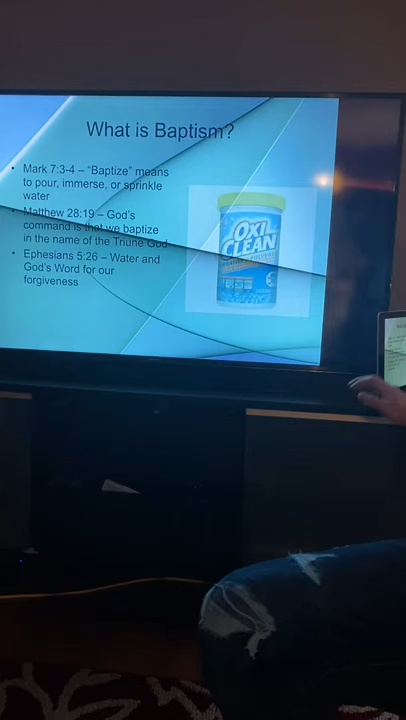 What is Baptism?
• Mark 7:3-4 – “Baptize” means
to pour, immerse, or sprinkle
water
• Matthew 28:19 – God's
command is that we baptize
in the name of the Triune God
• Ephesians 5:26 – Water and
God's Word for our
forgiveness
OXI
CLEAN